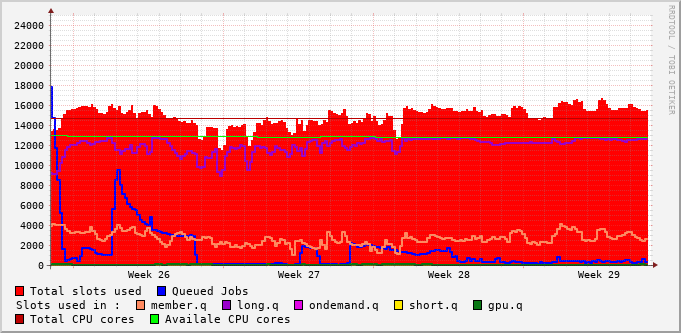 RRDTOOL / TOBI OETIKER
24000
22000
20000
18000
16000
14000
12000
10000
8000
6000
4000
2000
0
Week 26 Week 27 Week 28 Week 29
Total slots used Queued Jobs
Slots used in : member.q long.q ondemand.q short.q gpu.q
Total CPU cores Availale CPU cores